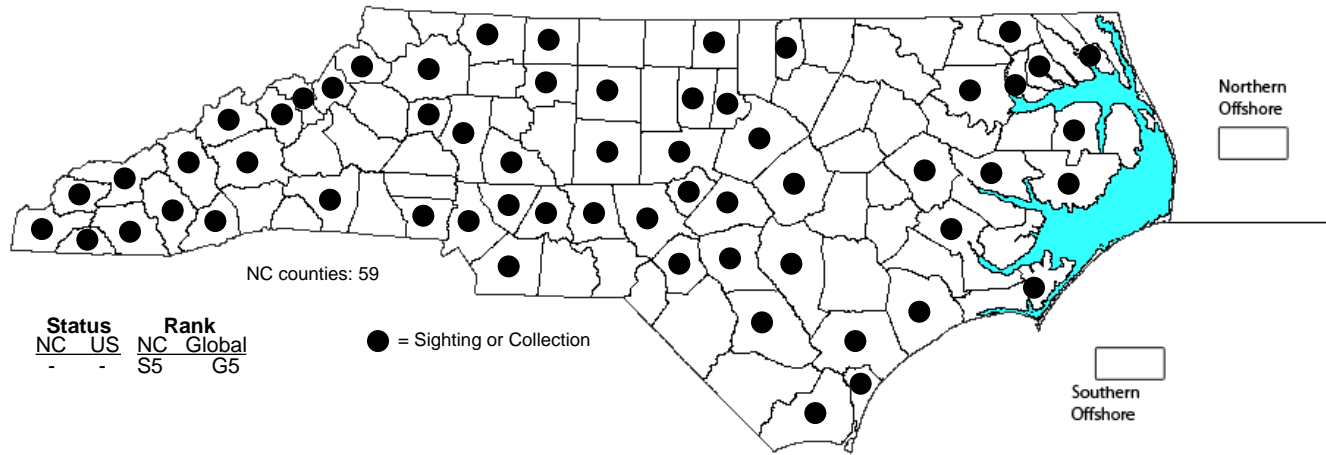 Northern
Offshore
NC counties: 59
Status Rank
NC US NC Global
- - S5 G5
= Sighting or Collection
Southern
Offshore